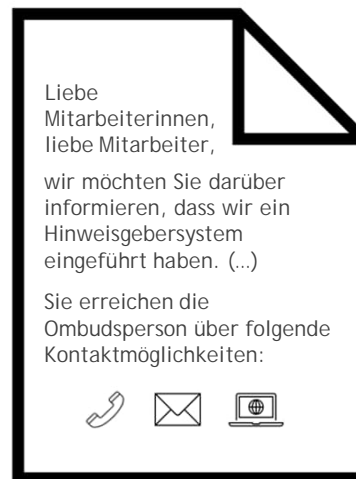 Liebe
Mitarbeiterinnen,
liebe Mitarbeiter,
wir möchten Sie darüber
informieren, dass wir ein
Hinweisgebersystem
eingeführt haben. (...)
Sie erreichen die
Ombudsperson über folgende
Kontaktmöglichkeiten: